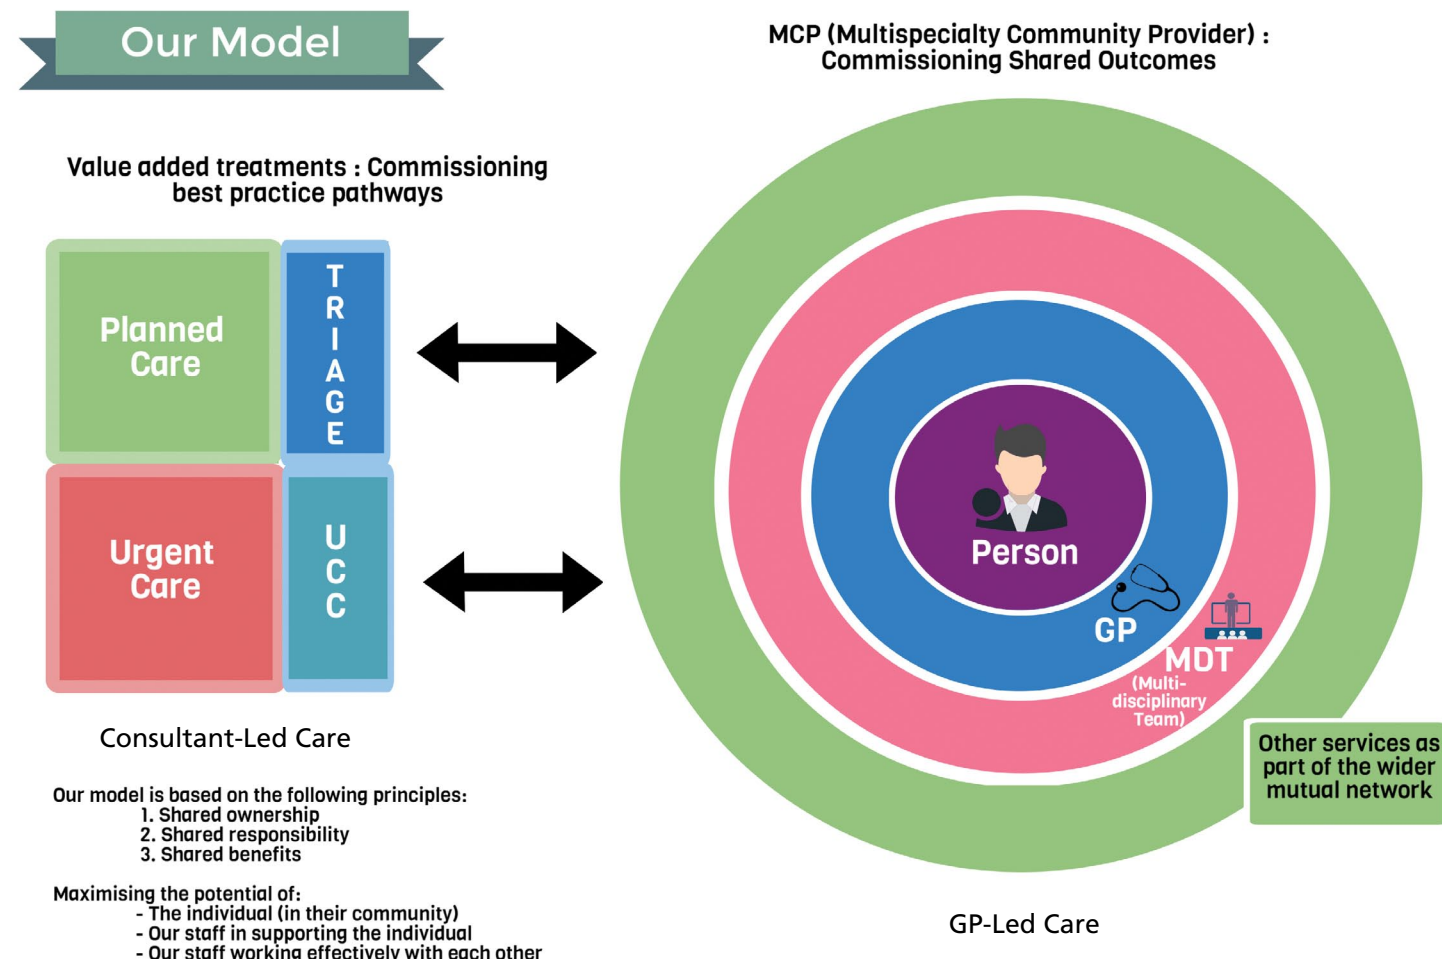 Our Model
MCP (Multispecialty Community Provider) :
Commissioning Shared Outcomes
Value added treatments : Commissioning
best practice pathways
Planned
Care
TRIAGE
Urgent
Care
UCC
Person
GP
MDT
(Multi-
disciplinary
Team)
Other services as
part of the wider
mutual network
Consultant-Led Care
Our model is based on the following principles:
1. Shared ownership
2. Shared responsibility
3. Shared benefits
Maximising the potential of:
- The individual (in their community)
- Our staff in supporting the individual
- Our staff working effectively with each other
GP-Led Care